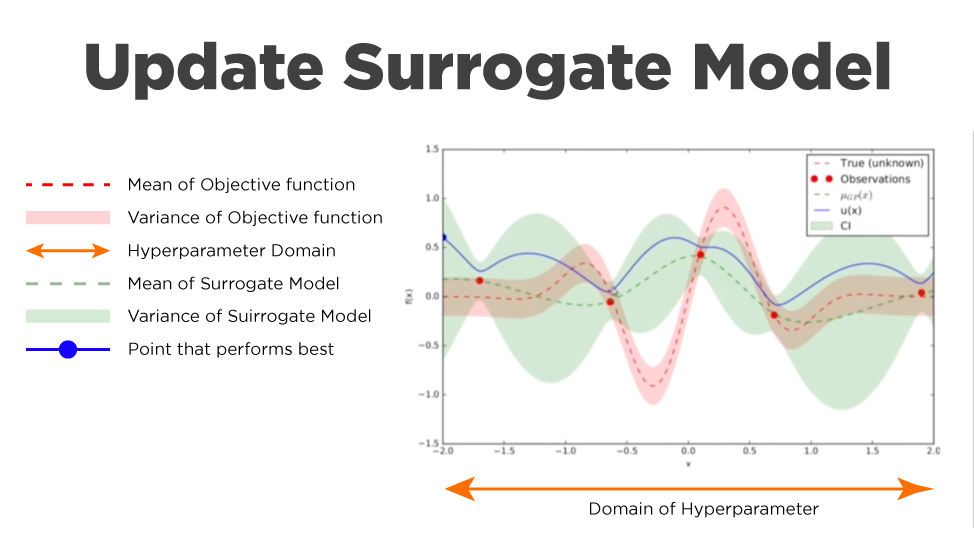 Update Surrogate Model
Mean of Objective function
Variance of Objective function
Hyperparameter Domain
Mean of Surrogate Model
Variance of Suirrogate Model
Point that performs best
1.5
1.0
0.5
0.0
−0.5
−1.0
−1.5
f(x)
−2.0 −1.5 −1.0 −0.5 0.0 0.5 1.0 1.5 2.0
x
True (unknown)
Observations
μGP(x)
u(x)
CI
Domain of Hyperparameter